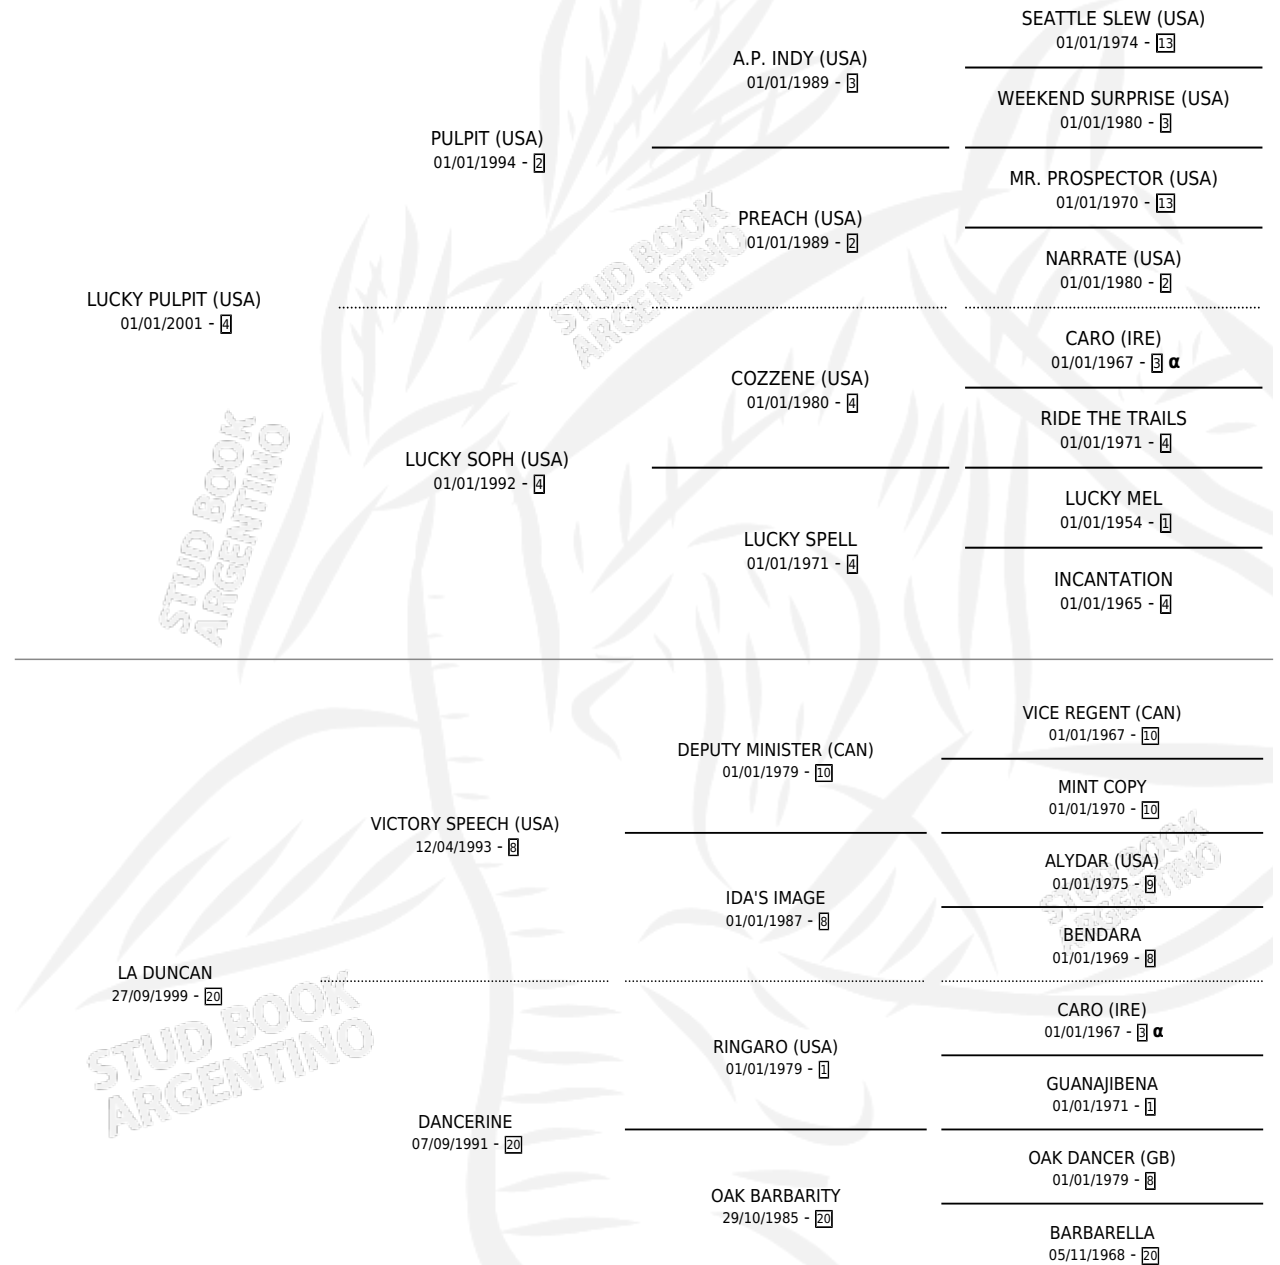 SEATTLE SLEW (USA)
01/01/1974 - 13
A.P. INDY (USA)
01/01/1989 - 3
WEEKEND SURPRISE (USA)
01/01/1980 - 3
PULPIT (USA)
01/01/1994 - 2
MR. PROSPECTOR (USA)
01/01/1970 - 13
PREACH (USA)
01/01/1989 - 2
NARRATE (USA)
01/01/1980 - 2
LUCKY PULPIT (USA)
01/01/2001 - 4
CARO (IRE)
01/01/1967 - 3 α
COZZENE (USA)
01/01/1980 - 4
RIDE THE TRAILS
01/01/1971 - 4
LUCKY SOPH (USA)
01/01/1992 - 4
LUCKY MEL
01/01/1954 - 1
LUCKY SPELL
01/01/1971 - 4
INCANTATION
01/01/1965 - 4
VICE REGENT (CAN)
01/01/1967 - 10
DEPUTY MINISTER (CAN)
01/01/1979 - 10
MINT COPY
01/01/1970 - 10
VICTORY SPEECH (USA)
12/04/1993 - 8
ALYDAR (USA)
01/01/1975 - 9
IDA'S IMAGE
01/01/1987 - 8
BENDARA
01/01/1969 - 8
LA DUNCAN
27/09/1999 - 20
CARO (IRE)
01/01/1967 - 3 α
RINGARO (USA)
01/01/1979 - 1
GUANAJIBENA
01/01/1971 - 1
DANCERINE
07/09/1991 - 20
OAK DANCER (GB)
01/01/1979 - 8
OAK BARBARITY
29/10/1985 - 20
BARBARELLA
05/11/1968 - 20
STUD BOOK
ARGENTINO
STUD BOOK
ARGENTINO
STUD BOOK
ARGENTINO
STUD BOOK
ARGENTINO